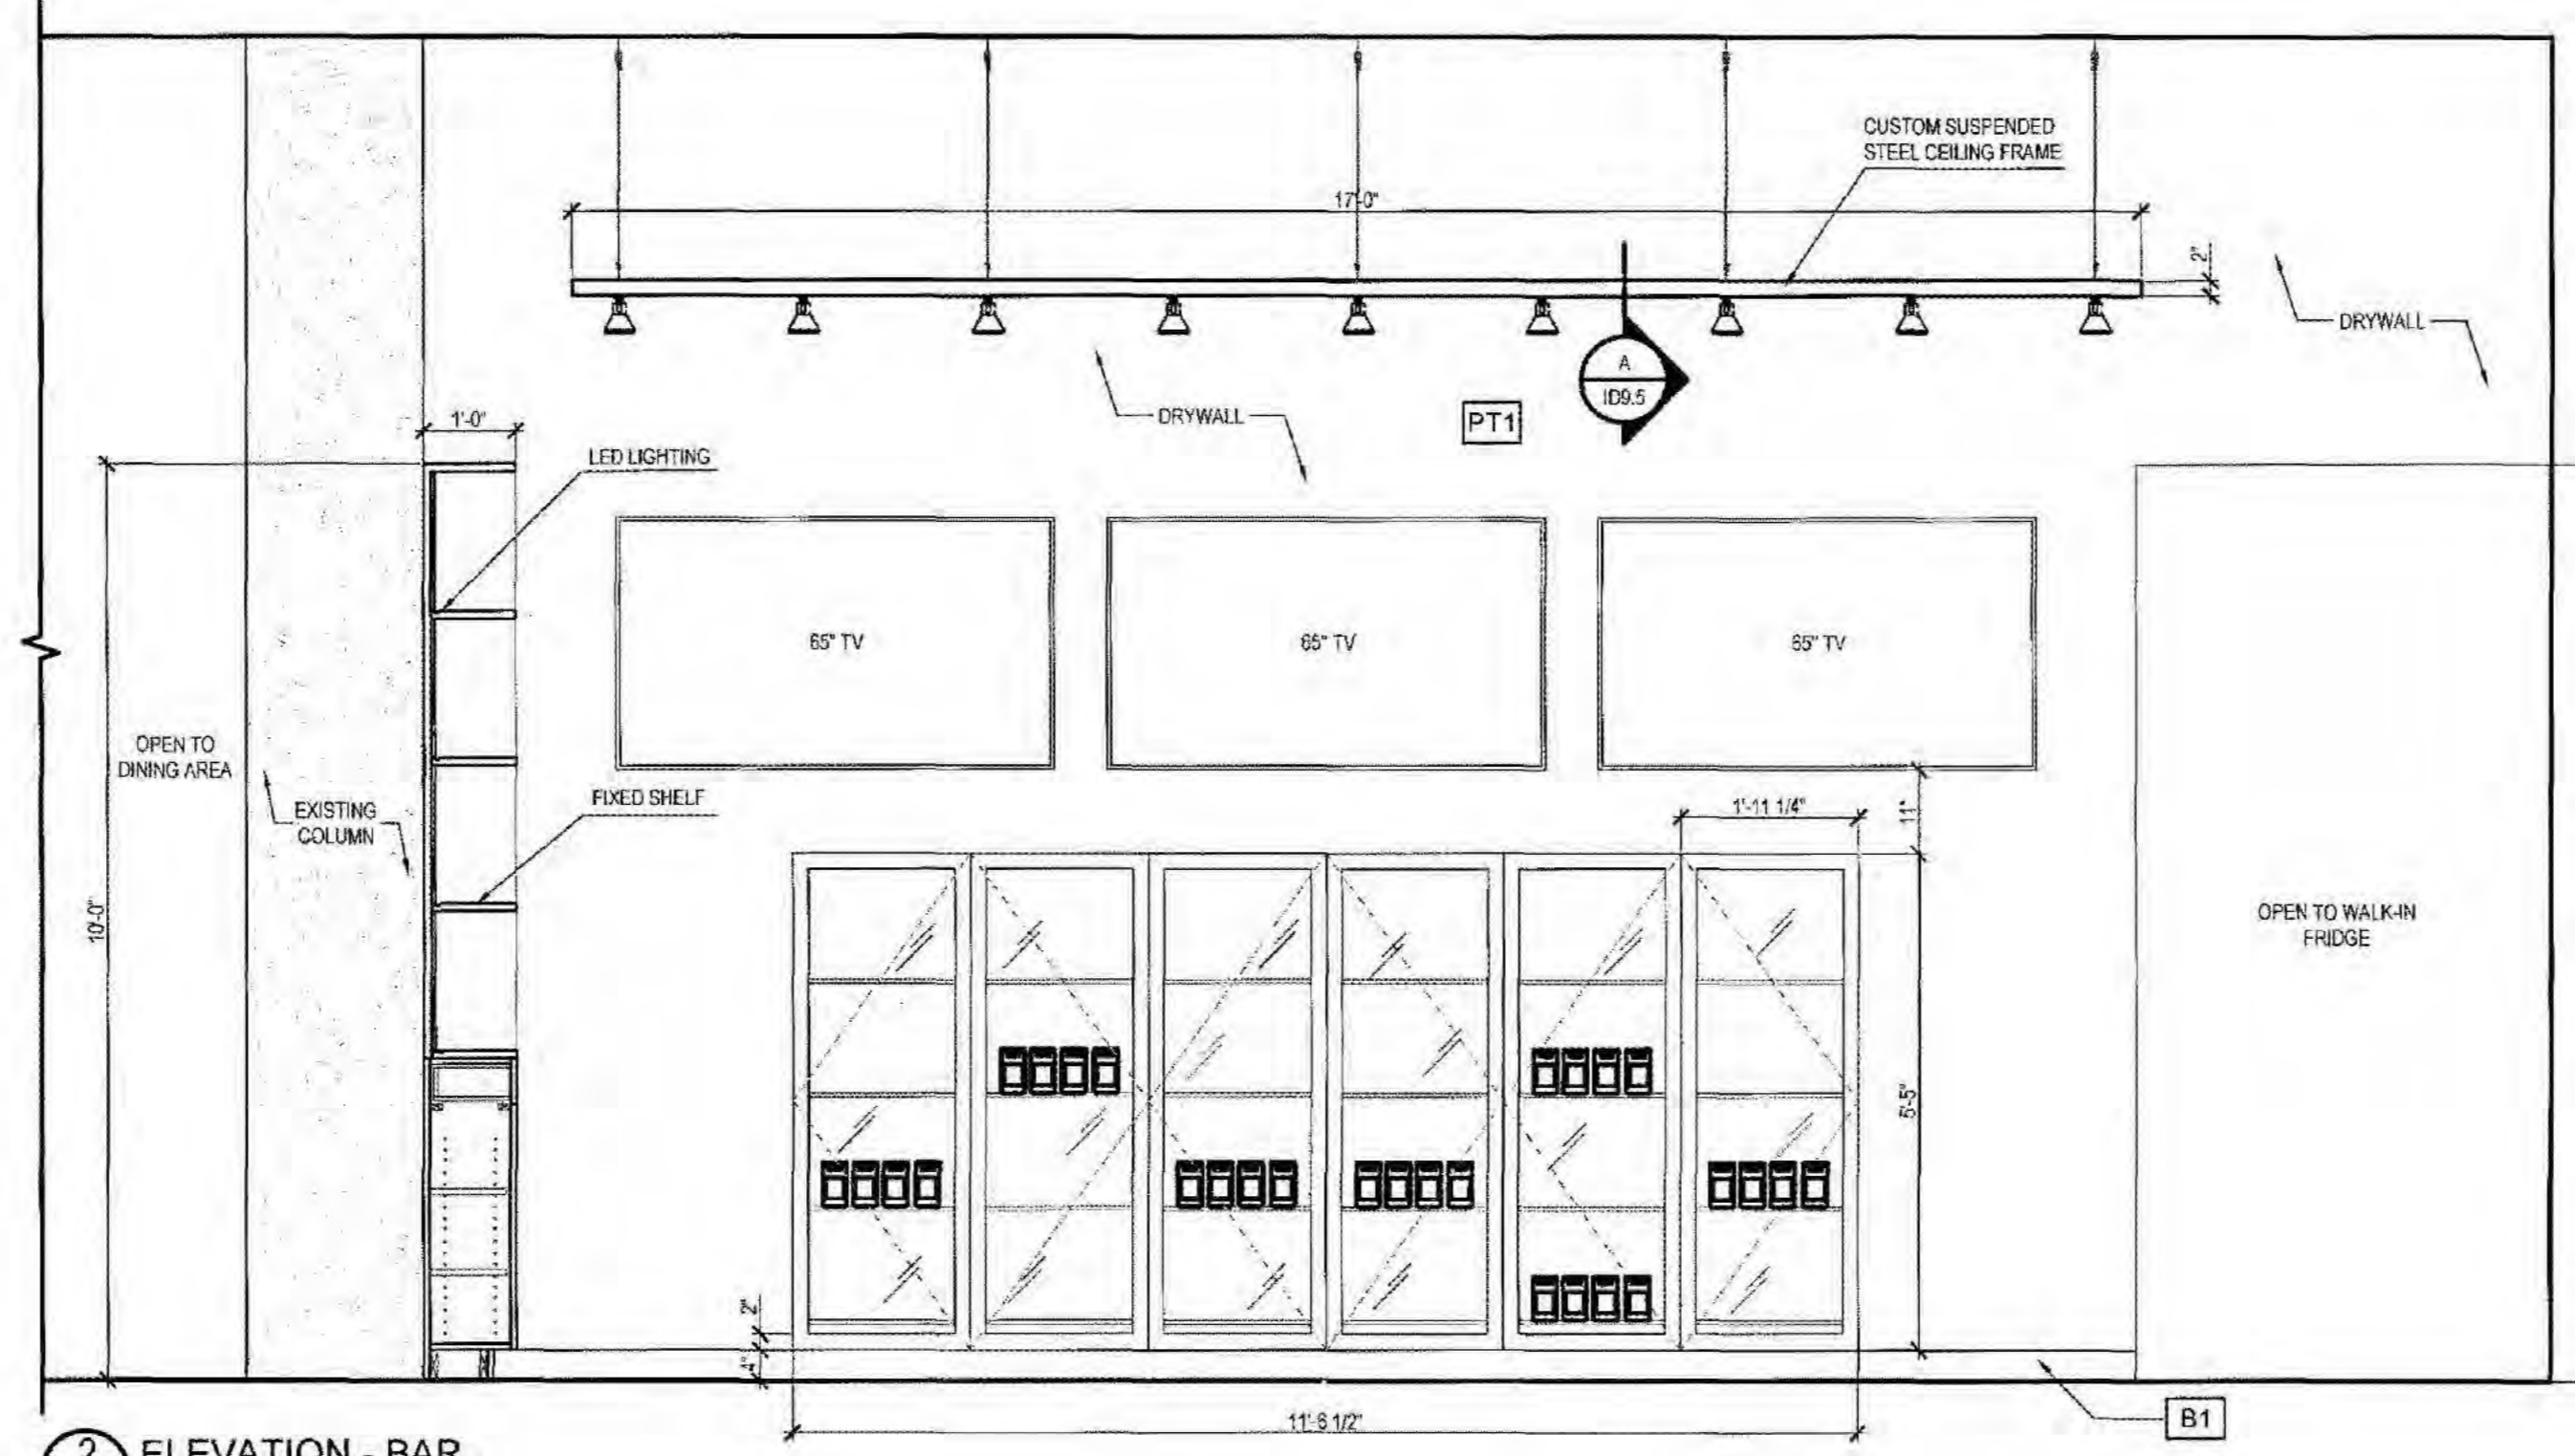 CUSTOM SUSPENDED
STEEL CEILING FRAME
17'-0"
2"
DRYWALL
A
ID9.5
DRYWALL
PT1
1'-0"
LED LIGHTING
65" TV
65" TV
65" TV
OPEN TO
DINING AREA
EXISTING
COLUMN
FIXED SHELF
1'-11 1/4"
11"
10'-0"
OPEN TO WALK-IN
FRIDGE
5'-5"
2"
4"
11'-6 1/2"
B1
2
ELEVATION - BAR